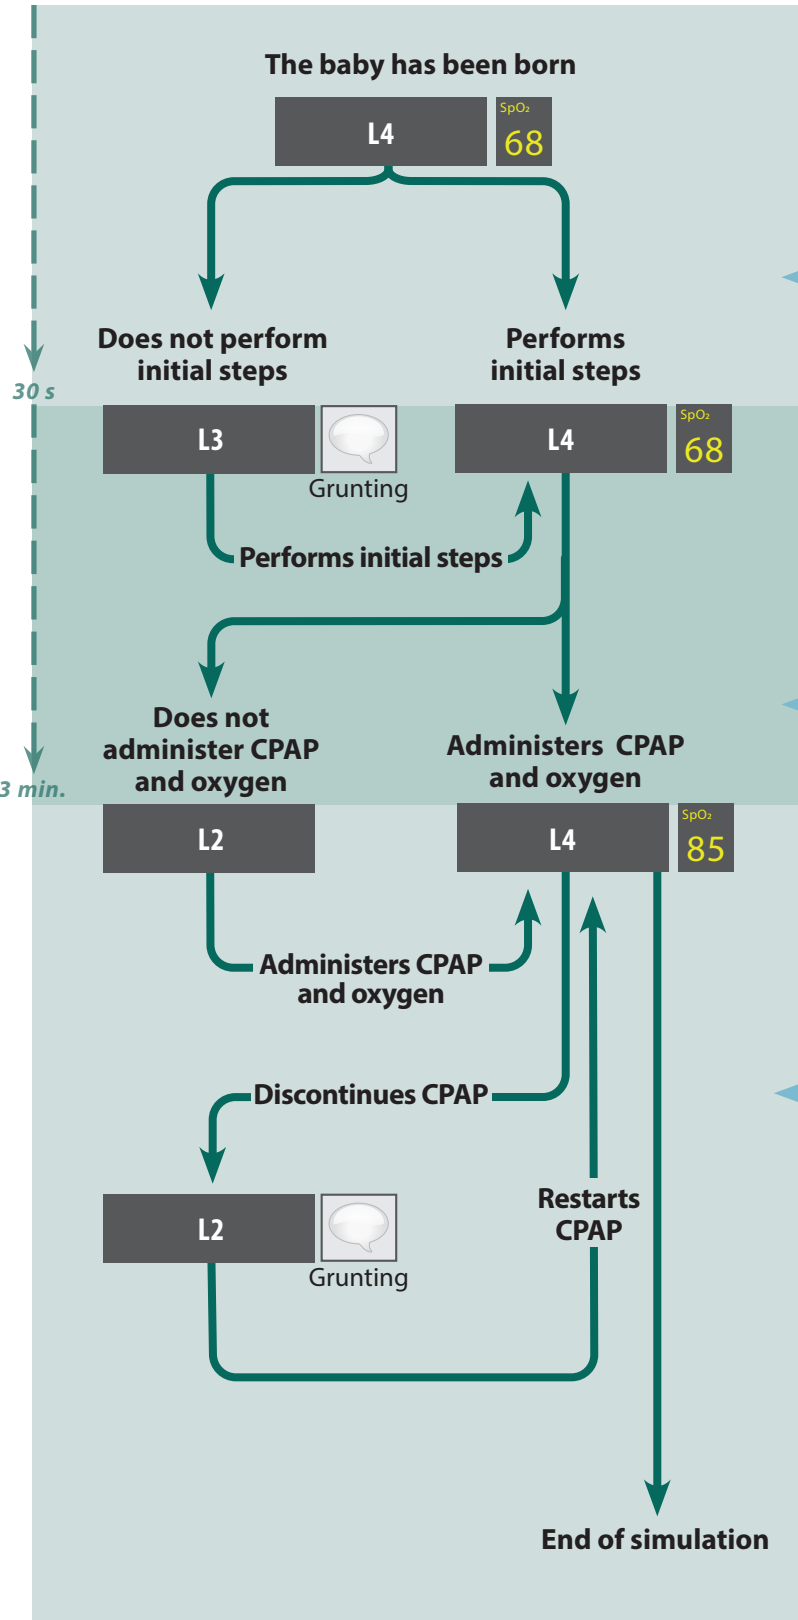 The baby has been born
L4
SpO₂
68
Does not perform
initial steps
Performs
initial steps
30 s
L3
Grunting
L4
SpO₂
68
Performs initial steps
Does not
administer CPAP
and oxygen
Administers CPAP
and oxygen
3 min.
L2
L4
SpO₂
85
Administers CPAP
and oxygen
Discontinues CPAP
L2
Grunting
Restarts
CPAP
End of simulation